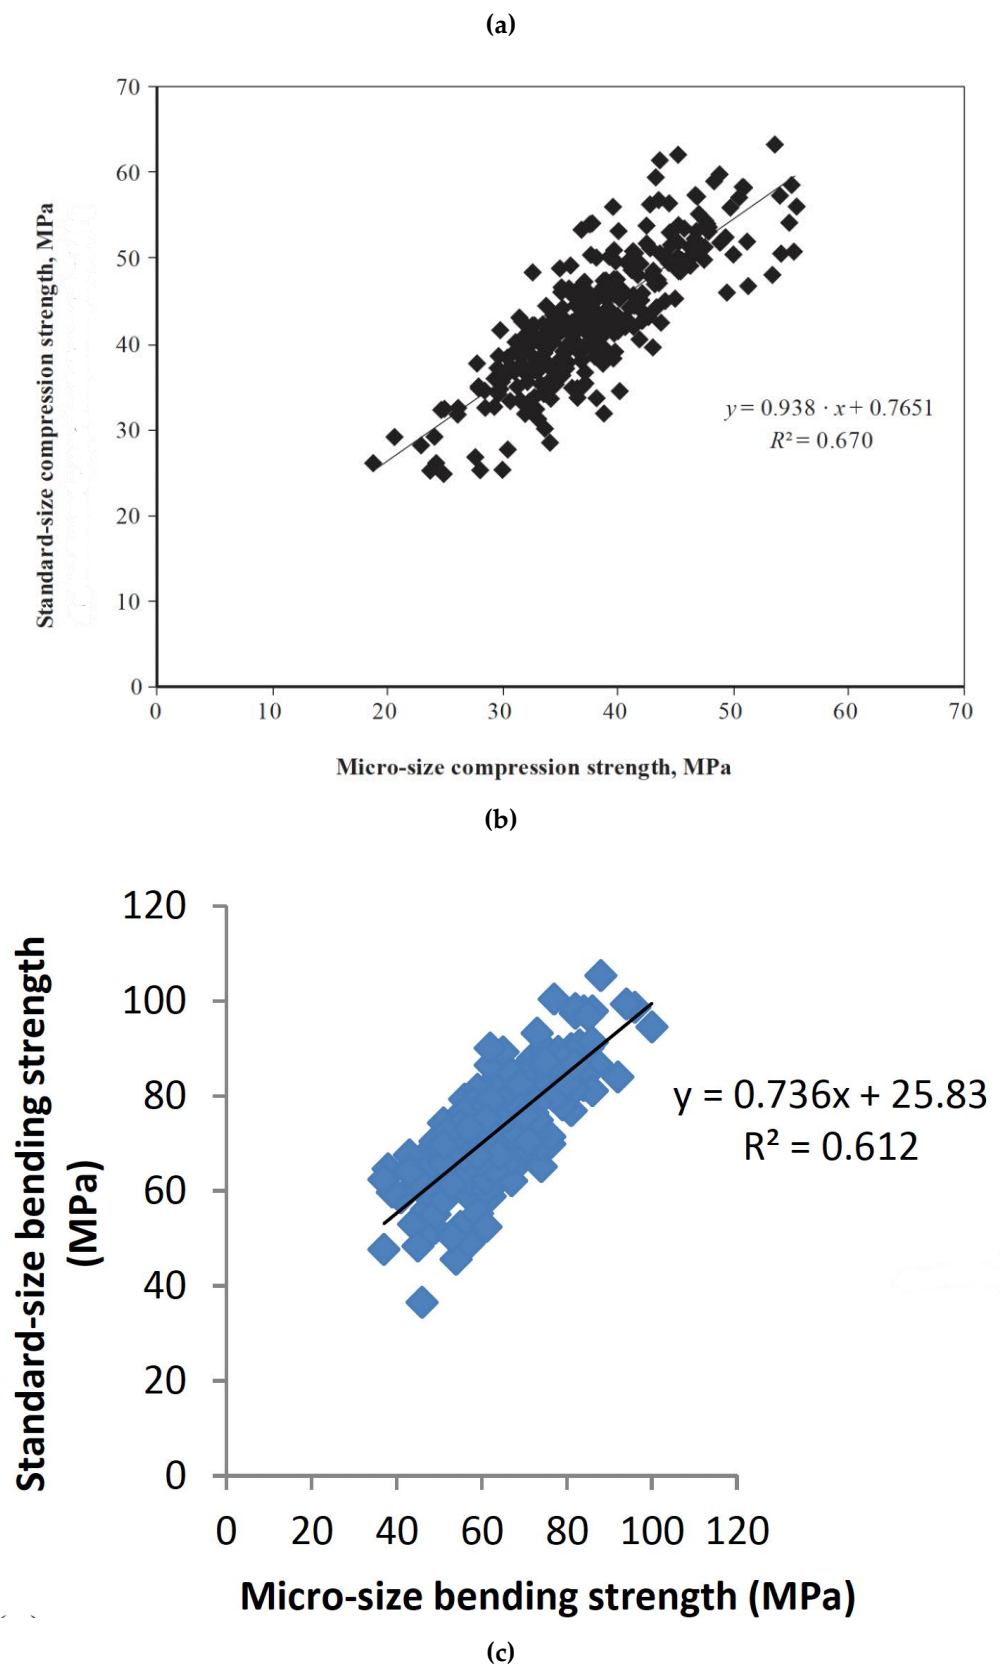 (a)
70
60
50
40
30
20
10
0
Standard-size compression strength, MPa
y = 0.938 · x + 0.7651
R² = 0.670
0 10 20 30 40 50 60 70
Micro-size compression strength, MPa
(b)
120
100
80
60
40
20
0
Standard-size bending strength
(MPa)
y = 0.736x + 25.83
R² = 0.612
0 20 40 60 80 100 120
Micro-size bending strength (MPa)
(c)